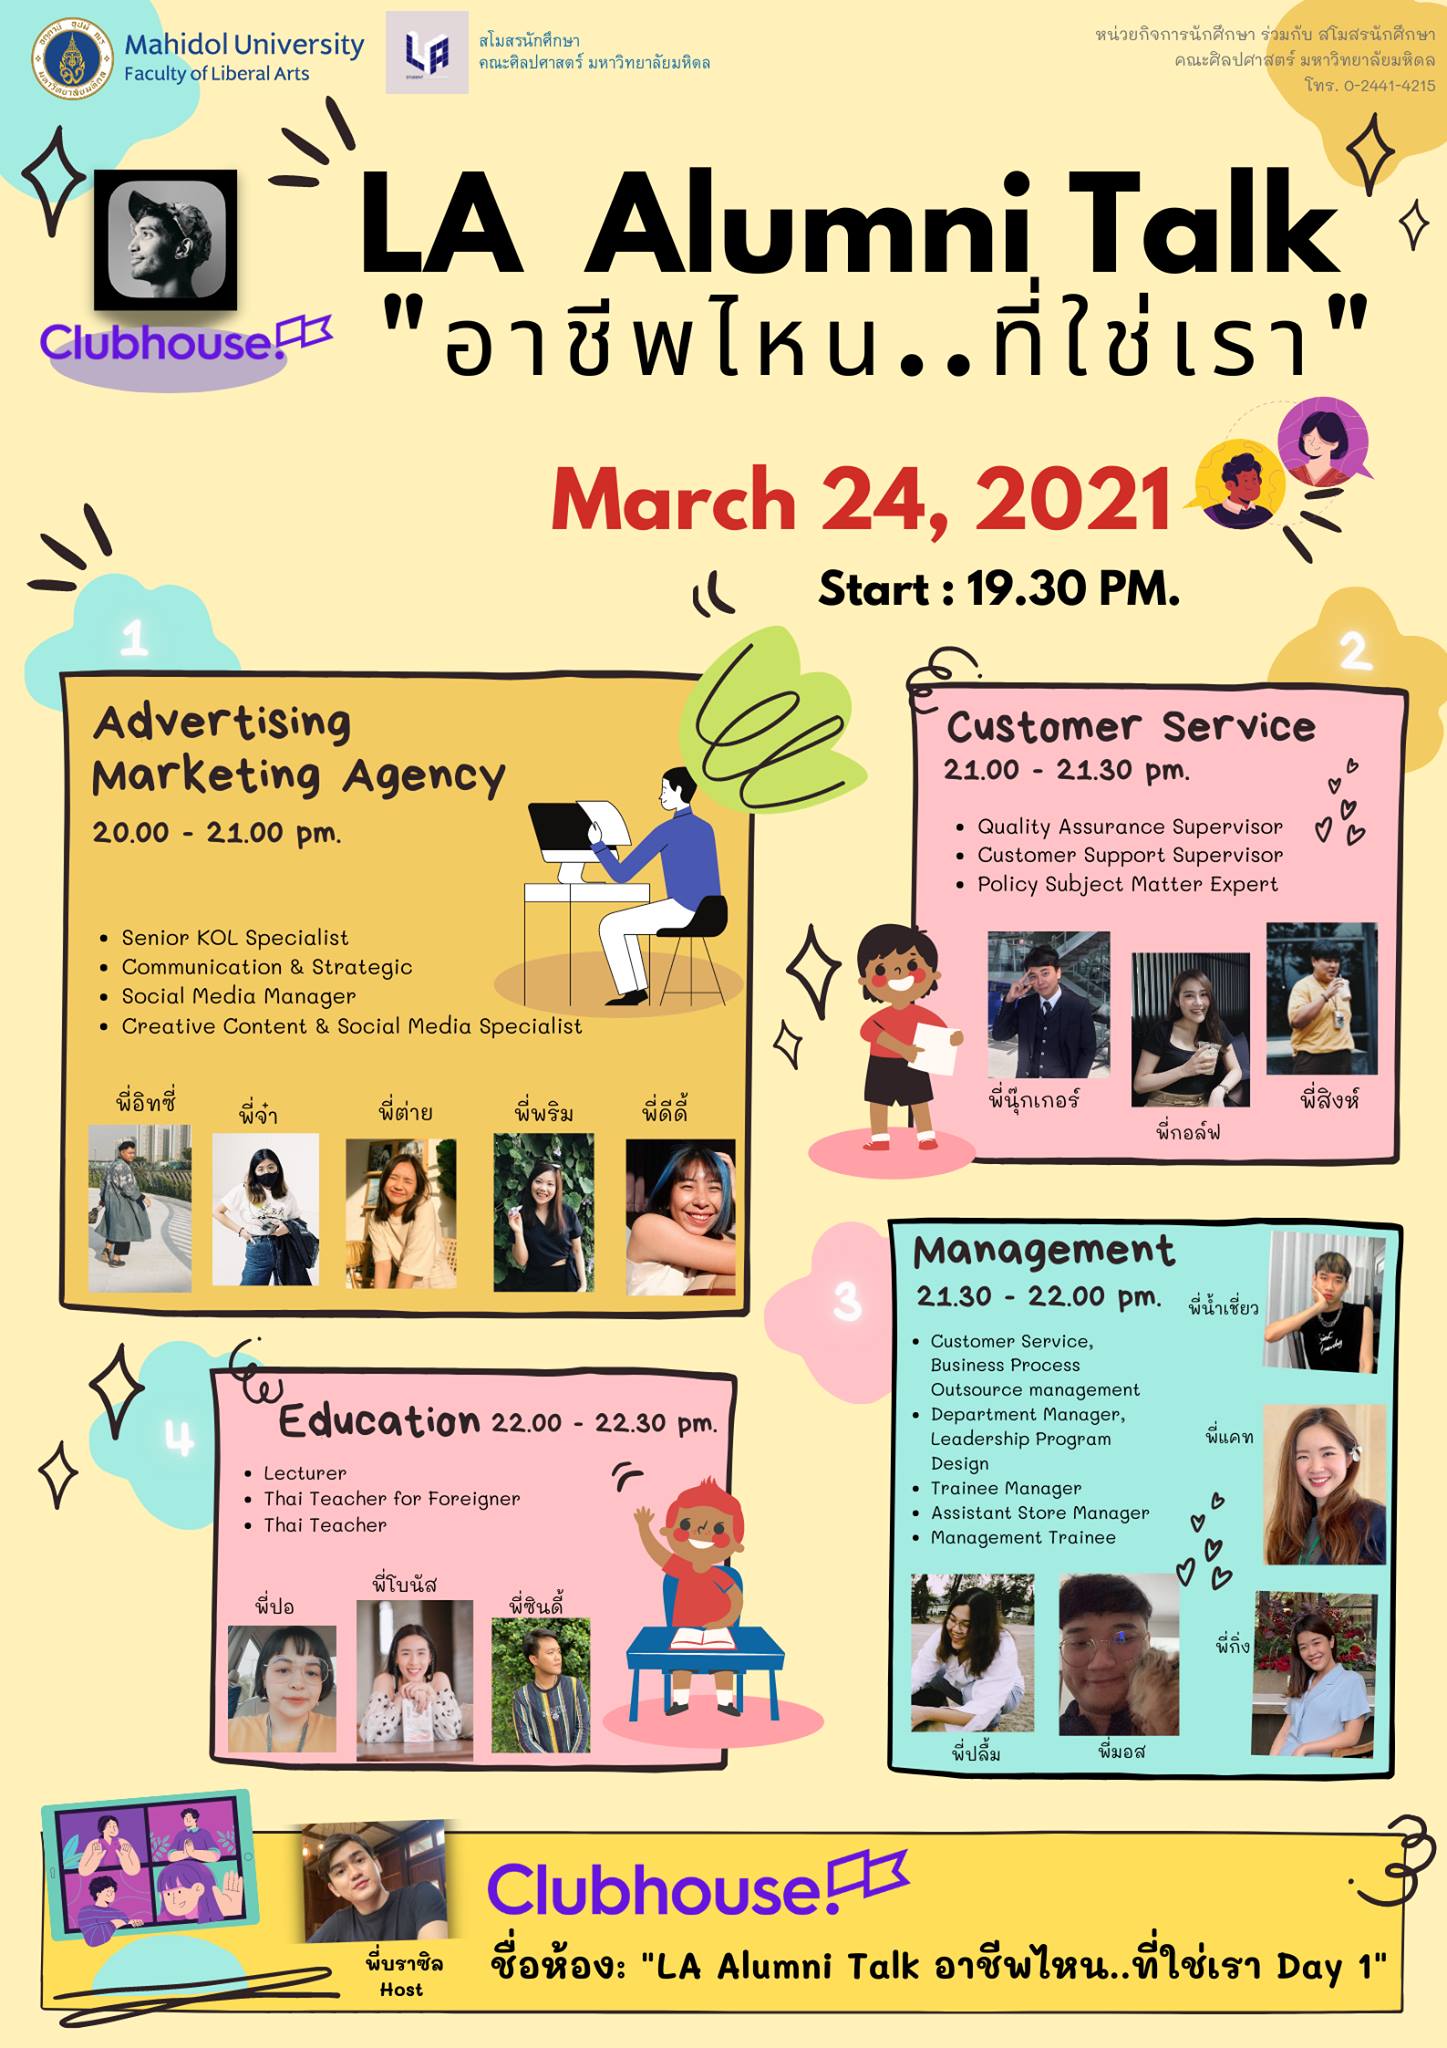 Mahidol University
Faculty of Liberal Arts
LA
STUDENT
สโมสรนักศึกษา
คณะศิลปศาสตร์ มหาวิทยาลัยมหิดล
หน่วยกิจการนักศึกษา ร่วมกับ สโมสรนักศึกษา
คณะศิลปศาสตร์ มหาวิทยาลัยมหิดล
โทร. 0-2441-4215
Clubhouse
LA Alumni Talk
"อาชีพไหน..ที่ใช่เรา"
March 24, 2021
Start : 19.30 PM.
1
Advertising
Marketing Agency
20.00 - 21.00 pm.
• Senior KOL Specialist
• Communication & Strategic
• Social Media Manager
• Creative Content & Social Media Specialist
พี่อิทซี่
พี่จ๋า
พี่ต่าย
พี่พริม
พี่ดีดี้
2
Customer Service
21.00 - 21.30 pm.
• Quality Assurance Supervisor
• Customer Support Supervisor
• Policy Subject Matter Expert
พี่นุ๊กเกอร์
พี่กอล์ฟ
พี่สิงห์
3
Management
21.30 - 22.00 pm.
• Customer Service,
Business Process
Outsource management
• Department Manager,
Leadership Program
Design
• Trainee Manager
• Assistant Store Manager
• Management Trainee
พี่น้ำเชี่ยว
พี่แคท
พี่กิ่ง
พี่ปลื้ม
พี่มอส
4
Education 22.00 - 22.30 pm.
• Lecturer
• Thai Teacher for Foreigner
• Thai Teacher
พี่ปอ
พี่โบนัส
พี่ซินดี้
พี่บราซิล
Host
Clubhouse
ชื่อห้อง: "LA Alumni Talk อาชีพไหน..ที่ใช่เรา Day 1"